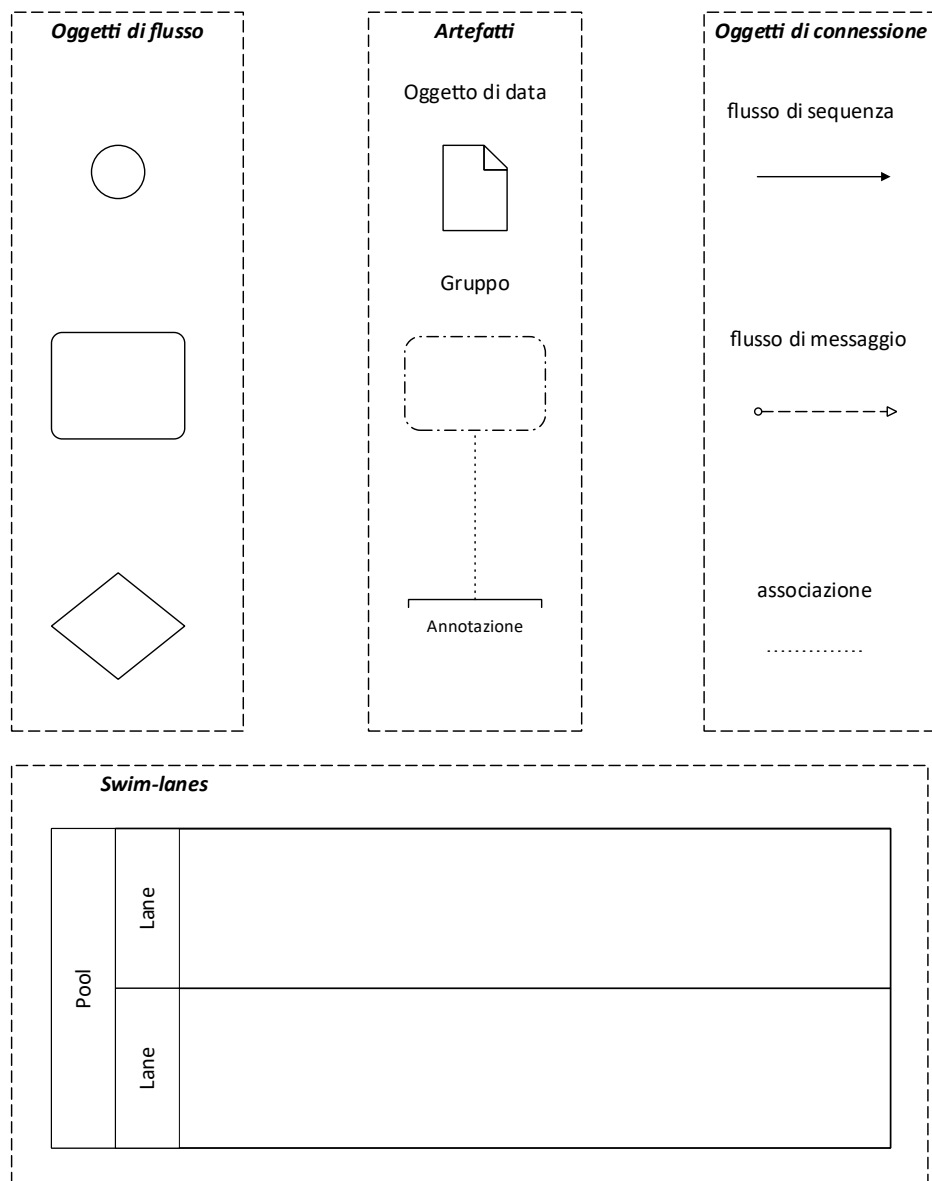 Oggetti di flusso
Artefatti
Oggetto di data
Gruppo
Annotazione
Oggetti di connessione
flusso di sequenza
flusso di messaggio
associazione
Swim-lanes
Pool
Lane
Lane